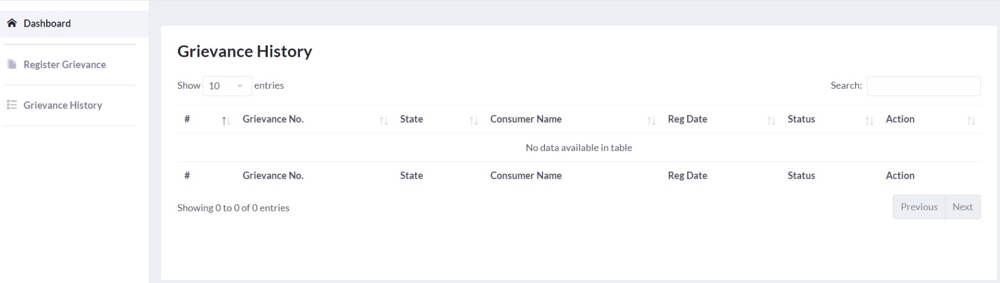 Dashboard
Register Grievance
Grievance History
Grievance History
Show 10 entries
Search:
# Grievance No. State Consumer Name Reg Date Status Action
No data available in table
# Grievance No. State Consumer Name Reg Date Status Action
Showing 0 to 0 of 0 entries
Previous Next